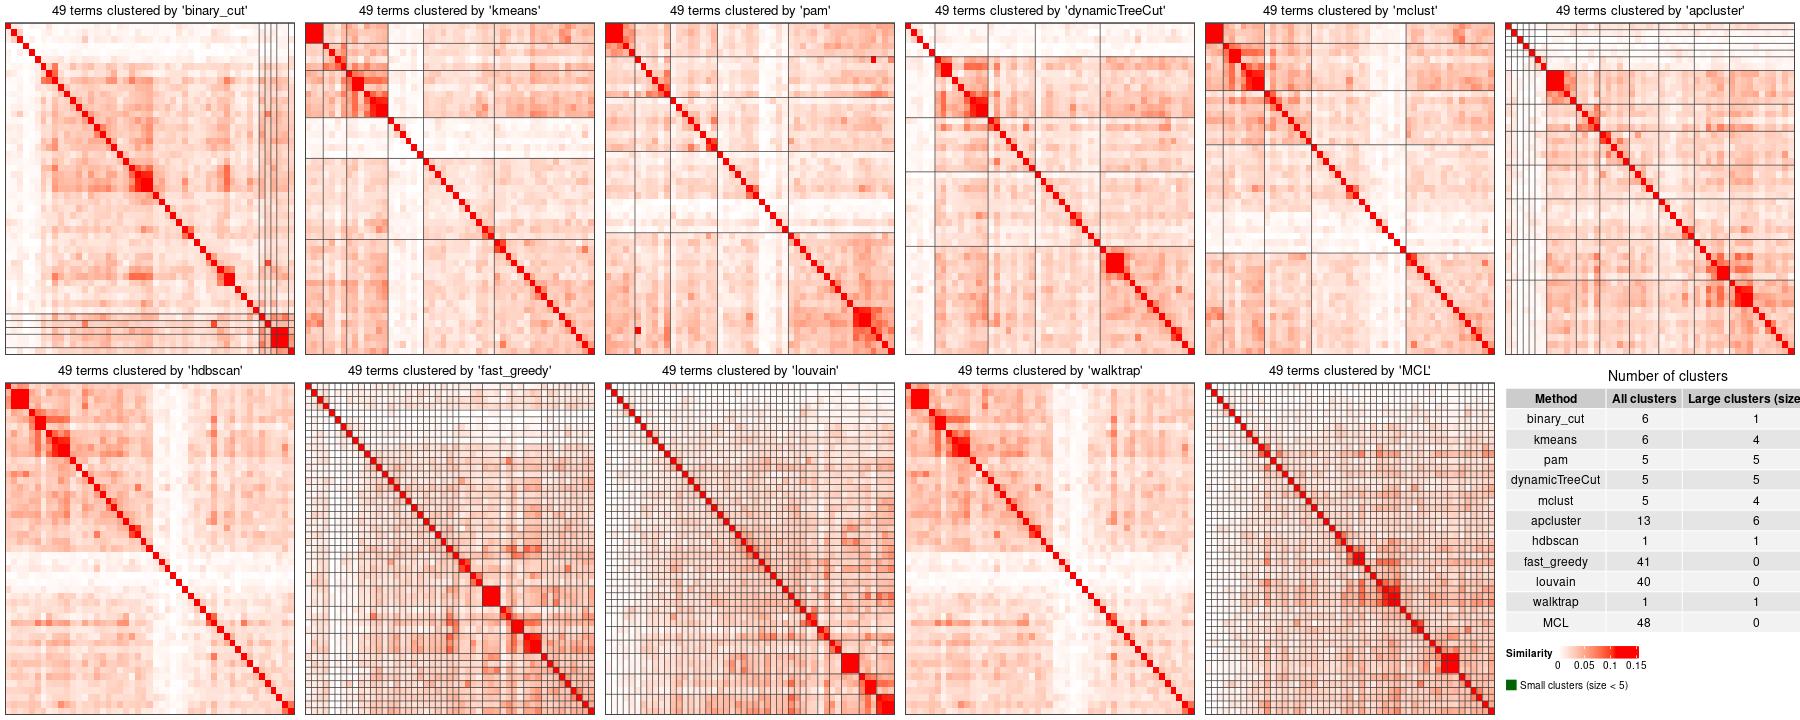 49 terms clustered by 'binary_cut'
49 terms clustered by 'kmeans'
49 terms clustered by 'pam'
49 terms clustered by 'dynamicTreeCut'
49 terms clustered by 'mclust'
49 terms clustered by 'apcluster'
49 terms clustered by 'hdbscan'
49 terms clustered by 'fast_greedy'
49 terms clustered by 'louvain'
49 terms clustered by 'walktrap'
49 terms clustered by 'MCL'
Number of clusters
Method All clusters Large clusters (size
binary_cut 6 1
kmeans 6 4
pam 5 5
dynamicTreeCut 5 5
mclust 5 4
apcluster 13 6
hdbscan 1 1
fast_greedy 41 0
louvain 40 0
walktrap 1 1
MCL 48 0
Similarity
0 0.05 0.1 0.15
Small clusters (size < 5)